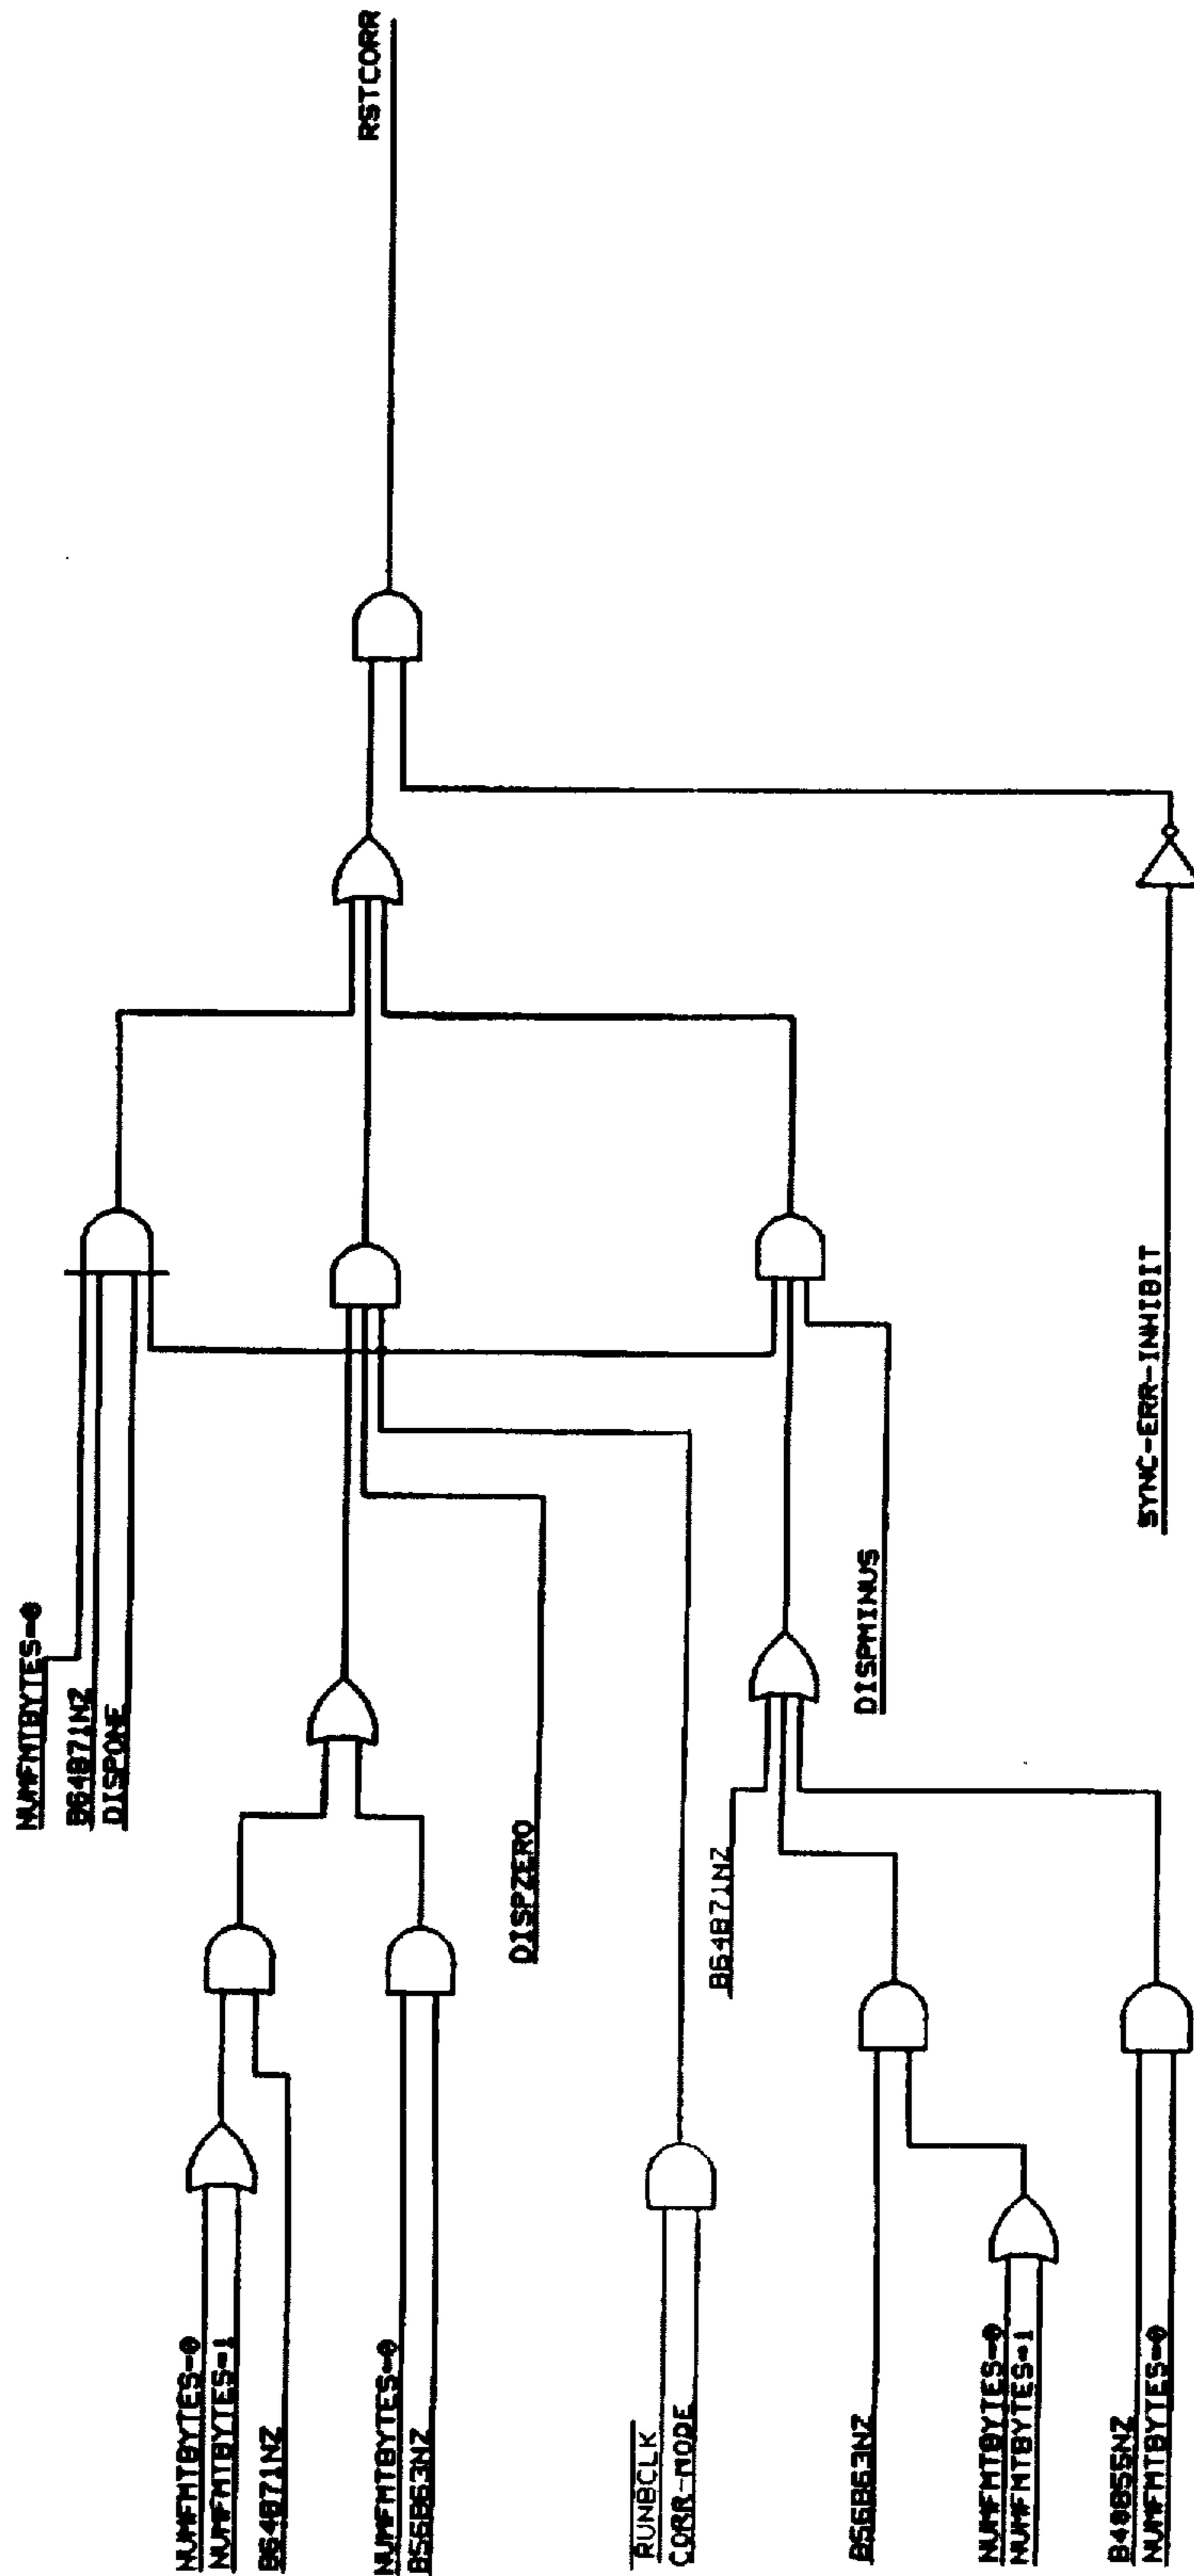 NUMFMTBYTES=0
B64B71NZ
DISPONE
NUMFMTBYTES=0
NUMFMTBYTES=1
B64B71NZ
NUMFMTBYTES=0
B56B63NZ
DISPZERO
RUNBCLK
CORR-MODE
B64B71NZ
B56B63NZ
NUMFMTBYTES=0
NUMFMTBYTES=1
B48B55NZ
NUMFMTBYTES=0
DISPMINUS
SYNC-ERR-INHIBIT
RSTCORR